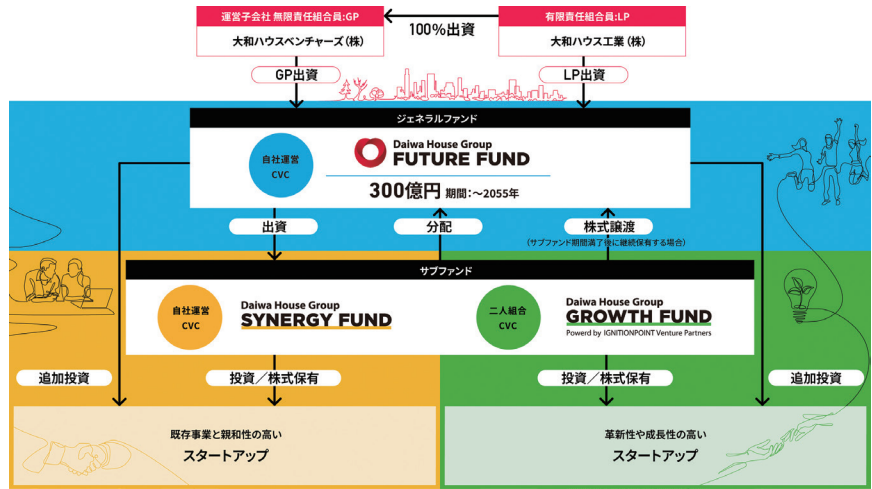 運営子会社 無限責任組合員:GP
大和ハウスベンチャーズ(株)
100%出資
有限責任組合員:LP
大和ハウス工業(株)
GP出資
LP出資
ジェネラルファンド
自社運営
CVC
Daiwa House Group
FUTURE FUND
300億円 期間:~2055年
出資
分配
株式譲渡
(サブファンド期間満了後に継続保有する場合)
サブファンド
自社運営
CVC
Daiwa House Group
SYNERGY FUND
二人組合
CVC
Daiwa House Group
GROWTH FUND
Powerd by IGNITIONPOINT Venture Partners
追加投資
投資/株式保有
投資/株式保有
追加投資
既存事業と親和性の高い
スタートアップ
革新性や成長性の高い
スタートアップ